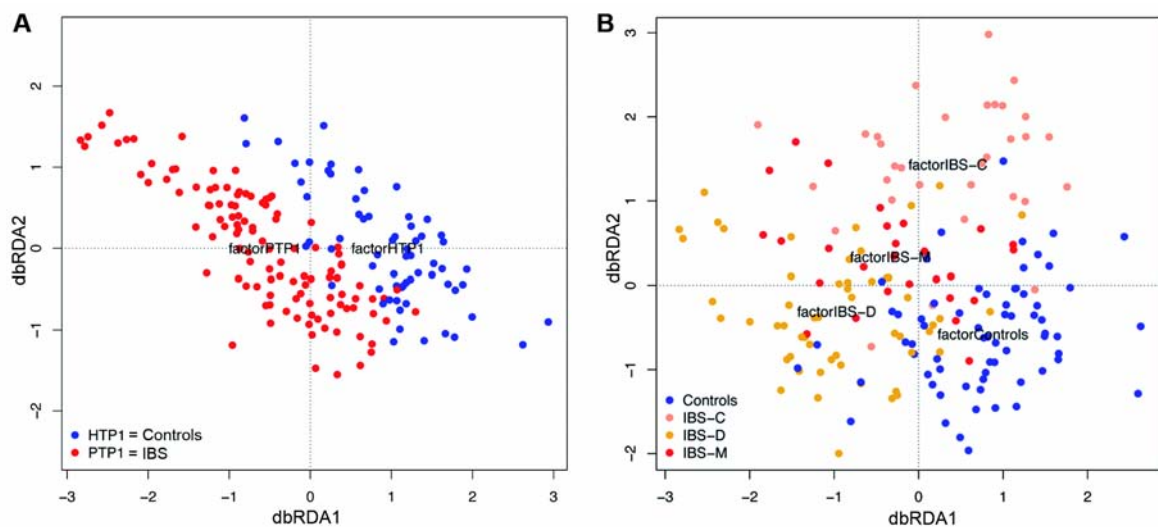 A
dbRDA2
2
1
0
−1
−2
factorPTP1
factorHTP1
HTP1 = Controls
PTP1 = IBS
−3 −2 −1 0 1 2 3
dbRDA1
B
dbRDA2
3
2
1
0
−1
−2
factorIBS−C
factorIBS−M
factorIBS−D
factorControls
Controls
IBS−C
IBS−D
IBS−M
−3 −2 −1 0 1 2
dbRDA1